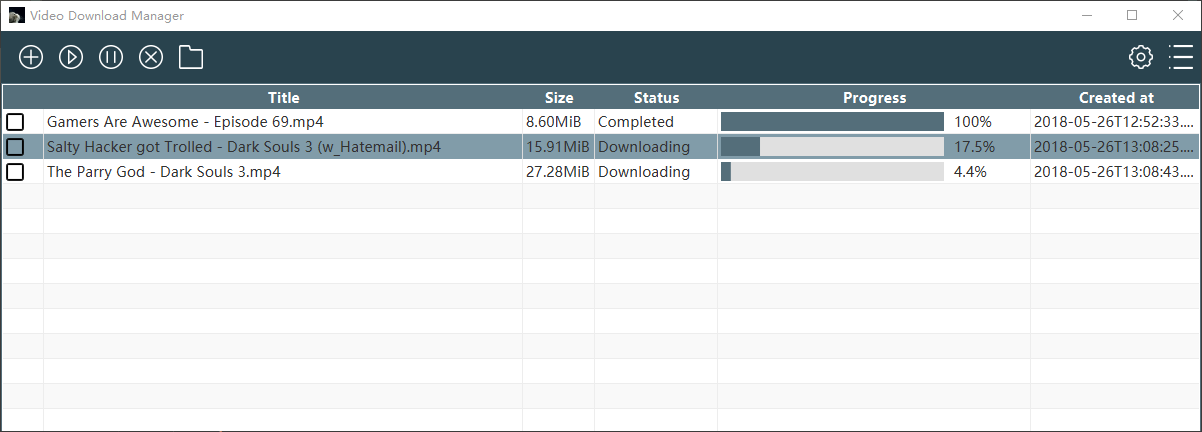 Video Download Manager
Title Size Status Progress Created at
Gamers Are Awesome - Episode 69.mp4 8.60MiB Completed 100% 2018-05-26T12:52:33....
Salty Hacker got Trolled - Dark Souls 3 (w_Hatemail).mp4 15.91MiB Downloading 17.5% 2018-05-26T13:08:25....
The Parry God - Dark Souls 3.mp4 27.28MiB Downloading 4.4% 2018-05-26T13:08:43....